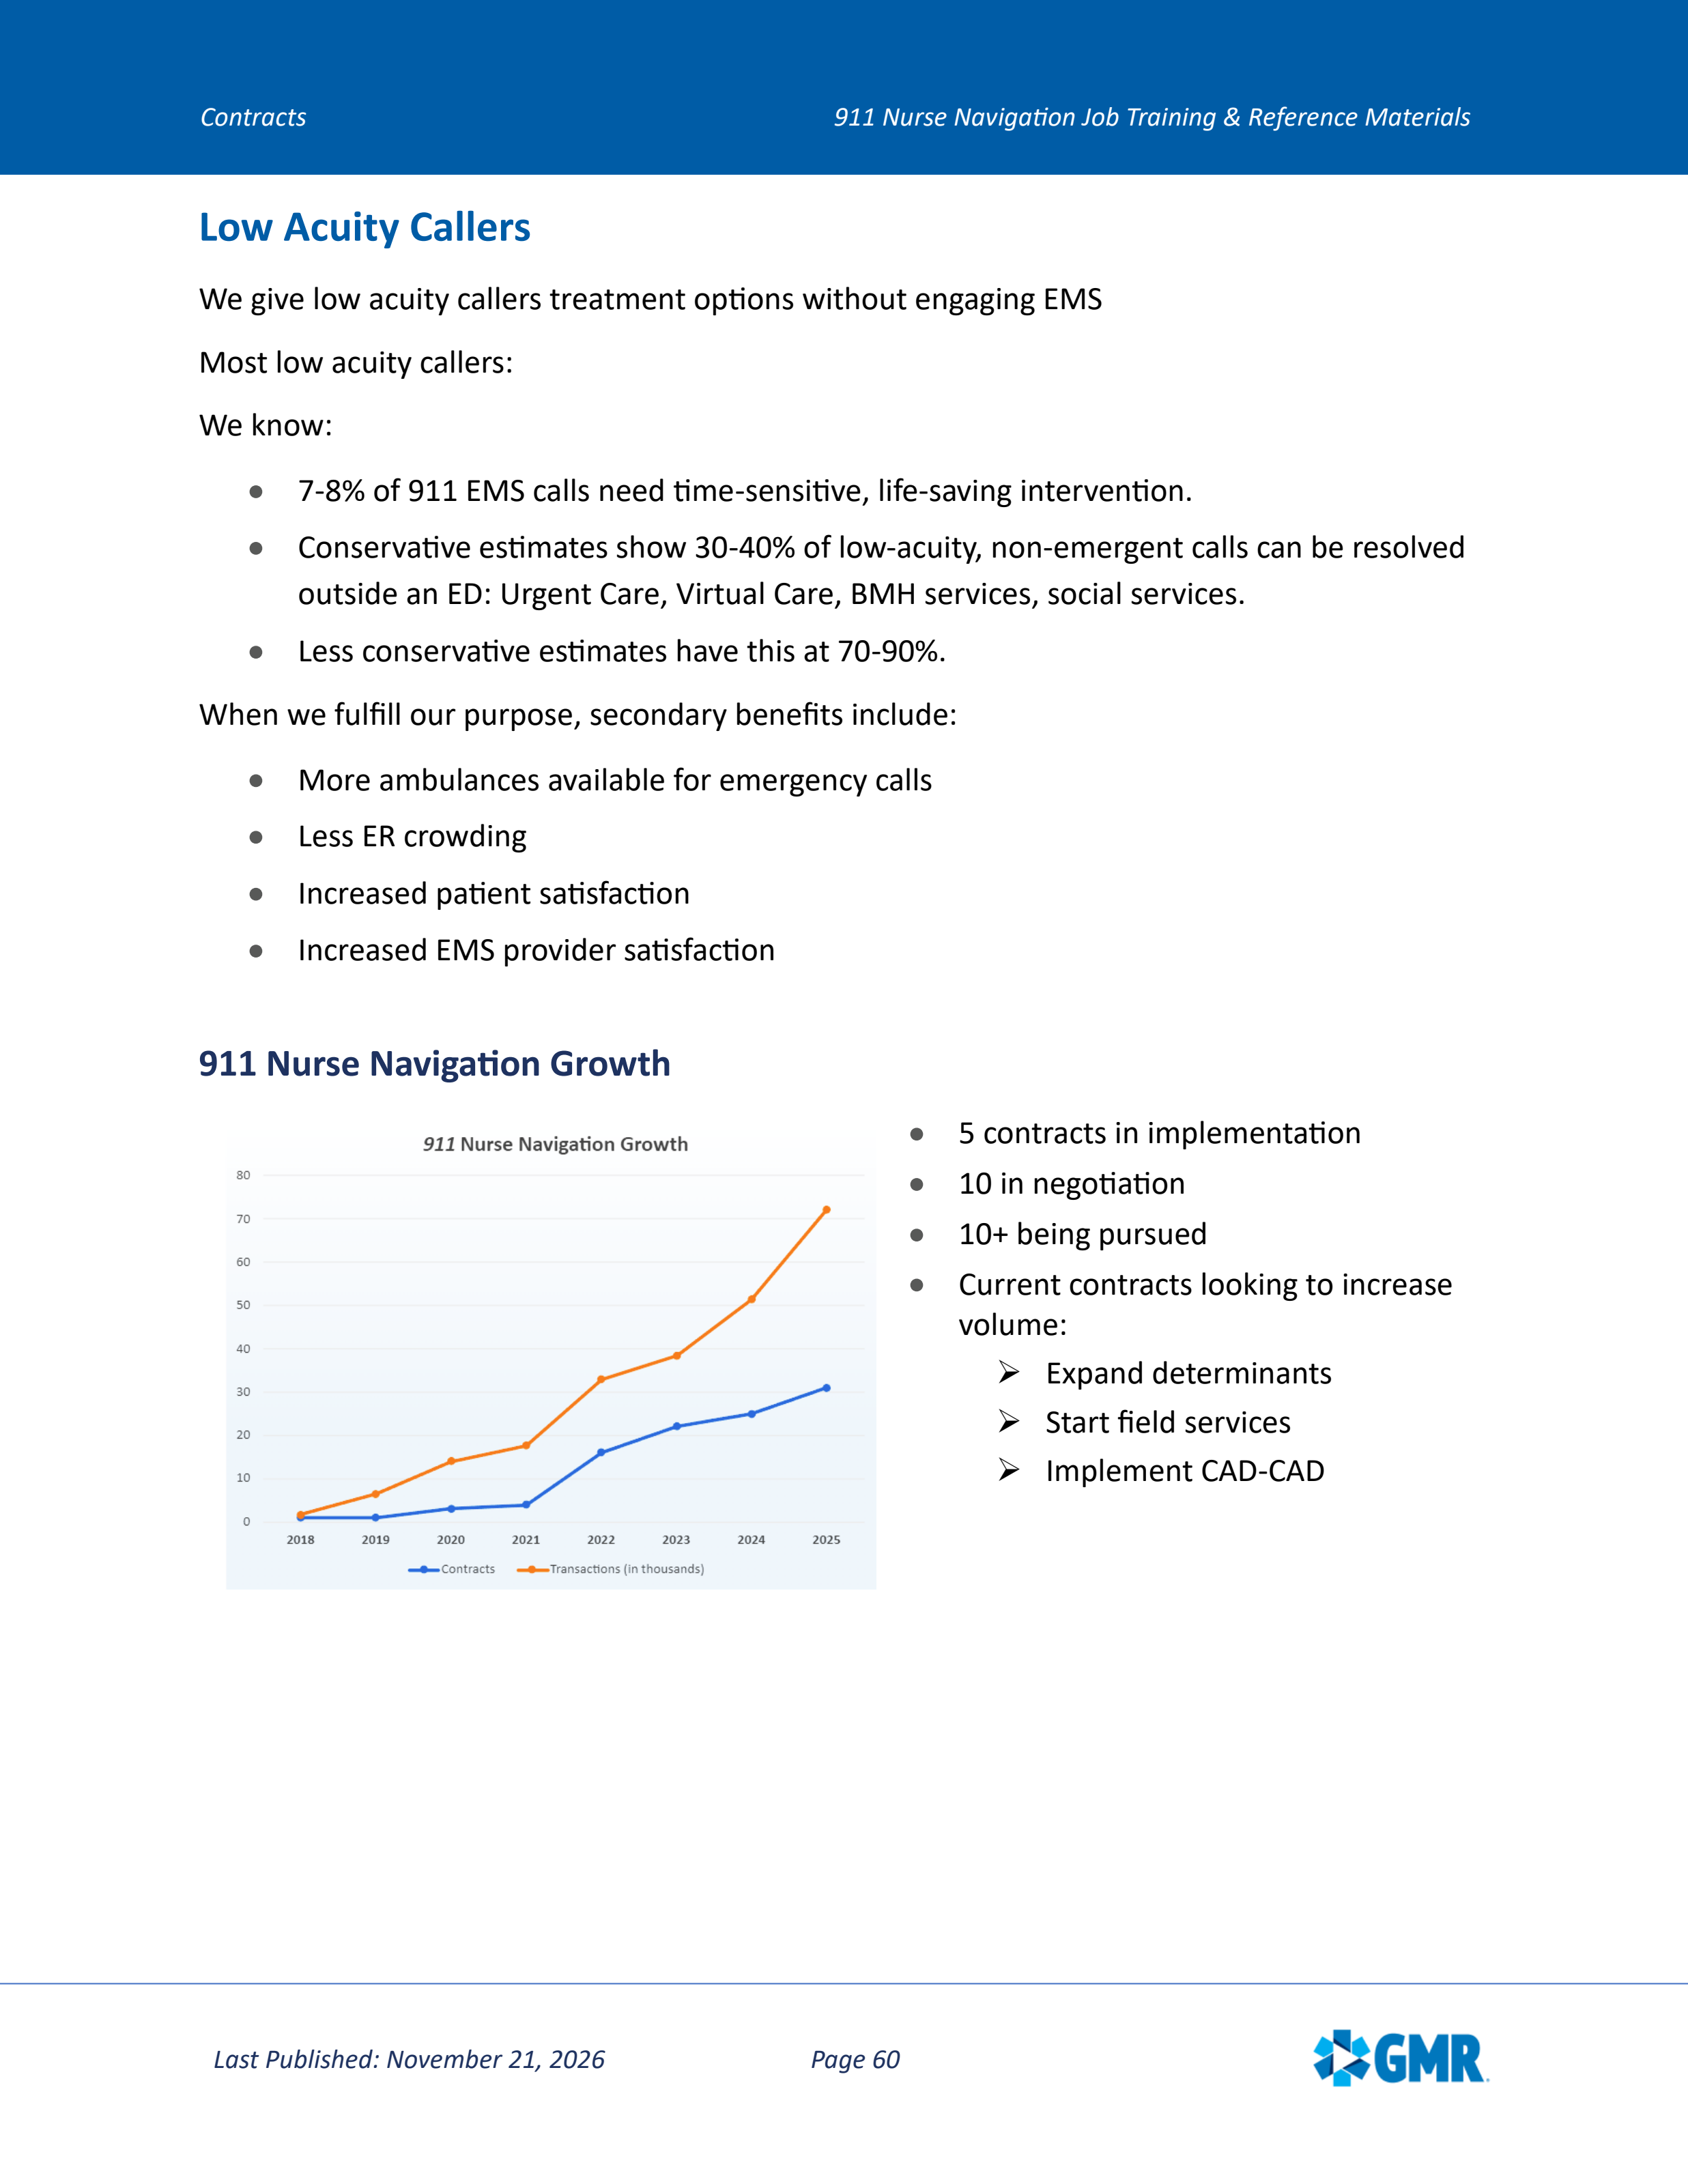 Contracts
911 Nurse Navigation Job Training & Reference Materials
Low Acuity Callers
We give low acuity callers treatment options without engaging EMS
Most low acuity callers:
We know:
● 7-8% of 911 EMS calls need time-sensitive, life-saving intervention.
● Conservative estimates show 30-40% of low-acuity, non-emergent calls can be resolved
outside an ED: Urgent Care, Virtual Care, BMH services, social services.
● Less conservative estimates have this at 70-90%.
When we fulfill our purpose, secondary benefits include:
● More ambulances available for emergency calls
● Less ER crowding
● Increased patient satisfaction
● Increased EMS provider satisfaction
911 Nurse Navigation Growth
911 Nurse Navigation Growth
80
70
60
50
40
30
20
10
0
2018 2019 2020 2021 2022 2023 2024 2025
Contracts Transactions (in thousands)
● 5 contracts in implementation
● 10 in negotiation
● 10+ being pursued
● Current contracts looking to increase
volume:
➢ Expand determinants
➢ Start field services
➢ Implement CAD-CAD
Last Published: November 21, 2026
Page 60
GMR